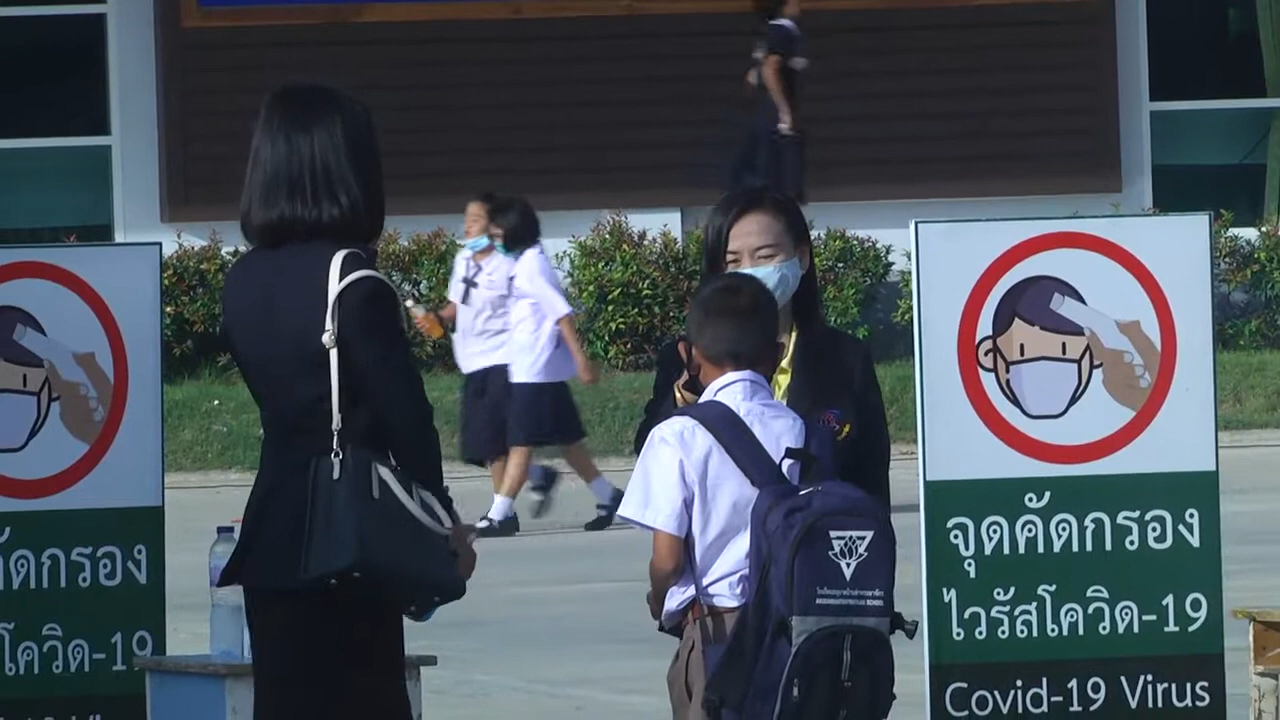 จุดคัดกรอง
ไวรัสโควิด-19
Covid-19 Virus
คัดกรอง
โควิด-19